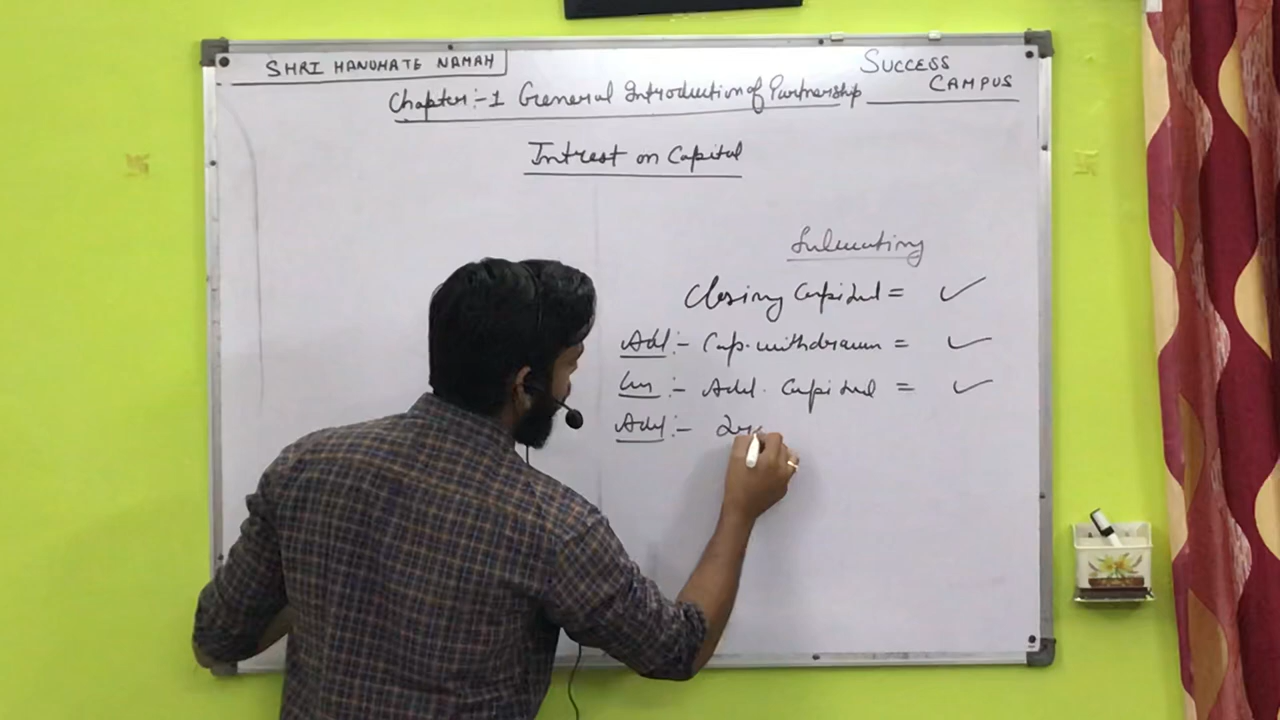 SHRI HANUMATE NAMAH
SUCCESS CAMPUS
Chapter:-1 General Introduction of Partnership
Intrest on Capital
Closing Capital = ✓
Add:- Cap. withdrawn = ✓
Less:- Add. Capital = ✓
Add:-